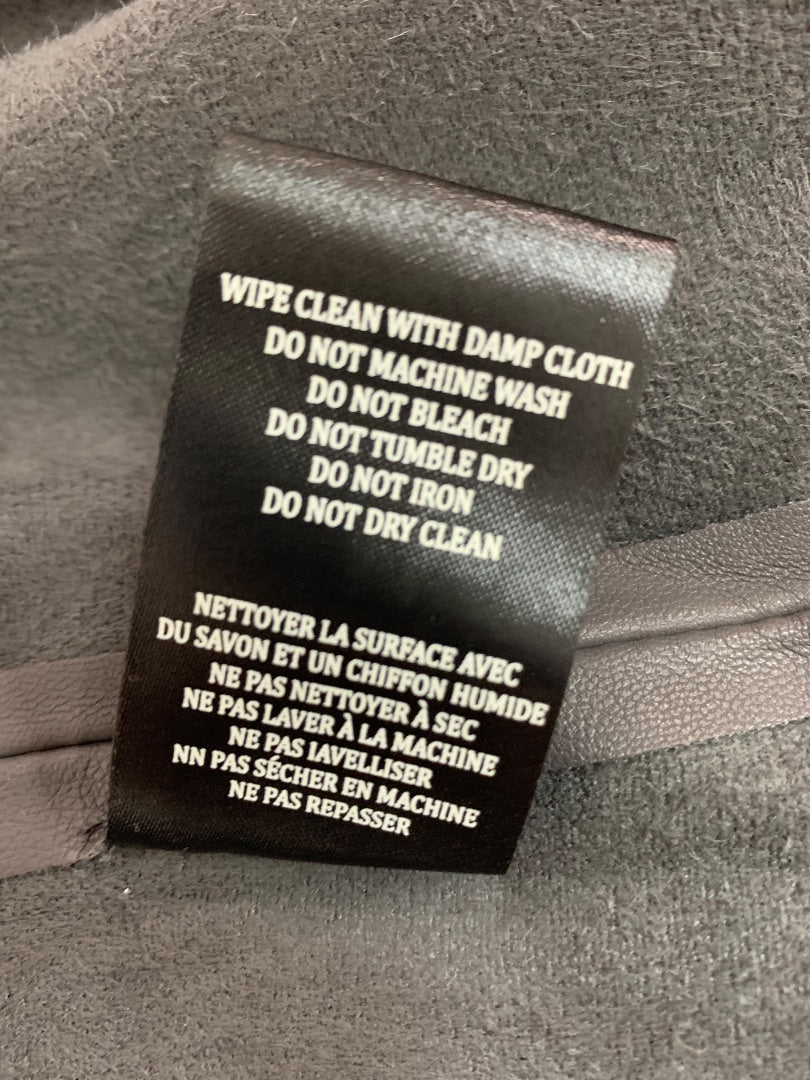 WIPE CLEAN WITH DAMP CLOTH
DO NOT MACHINE WASH
DO NOT BLEACH
DO NOT TUMBLE DRY
DO NOT IRON
DO NOT DRY CLEAN
NETTOYER LA SURFACE AVEC
DU SAVON ET UN CHIFFON HUMIDE
NE PAS NETTOYER À SEC
NE PAS LAVER À LA MACHINE
NE PAS IAVELLISER
NN PAS SÉCHER EN MACHINE
NE PAS REPASSER